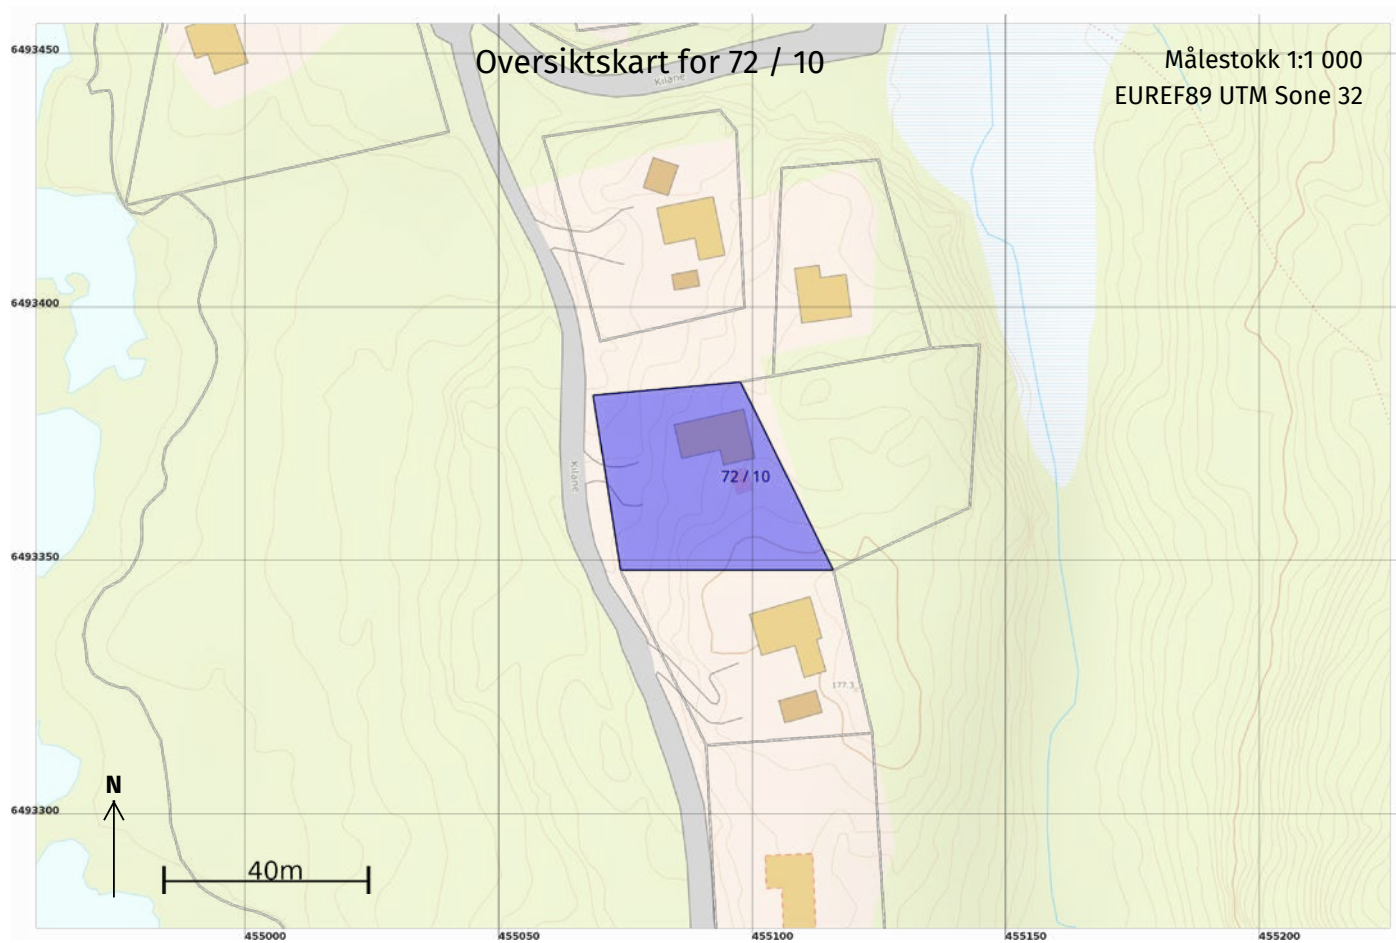 Oversiktskart for 72 / 10
Målestokk 1:1 000
EUREF89 UTM Sone 32
6493450
Kilane
6493400
Kilane
72 / 10
6493350
177.3
6493300
N
40m
455000
455050
455100
455150
455200